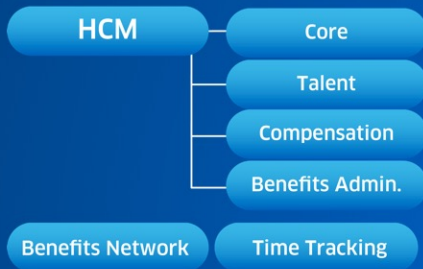 HCM
Core
Talent
Compensation
Benefits Admin.
Benefits Network
Time Tracking